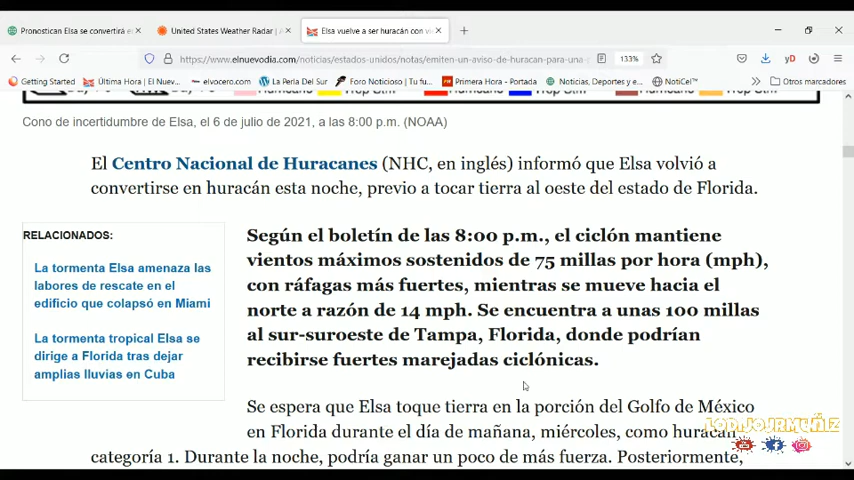 Pronostican Elsa se convertirá e
United States Weather Radar |
Elsa vuelve a ser huracán con vi
https://www.elnuevodia.com/noticias/estados-unidos/notas/emiten-un-aviso-de-huracan-para-una-
133%
yD
Getting Started
Última Hora | El Nuev...
elvocero.com
La Perla Del Sur
Foro Noticioso | Tu fu...
Primera Hora - Portada
Noticias, Deportes y e...
NotiCel™
Otros marcadores
Cono de incertidumbre de Elsa, el 6 de julio de 2021, a las 8:00 p.m. (NOAA)
El Centro Nacional de Huracanes (NHC, en inglés) informó que Elsa volvió a
convertirse en huracán esta noche, previo a tocar tierra al oeste del estado de Florida.
RELACIONADOS:
La tormenta Elsa amenaza las
labores de rescate en el
edificio que colapsó en Miami
La tormenta tropical Elsa se
dirige a Florida tras dejar
amplias lluvias en Cuba
Según el boletín de las 8:00 p.m., el ciclón mantiene
vientos máximos sostenidos de 75 millas por hora (mph),
con ráfagas más fuertes, mientras se mueve hacia el
norte a razón de 14 mph. Se encuentra a unas 100 millas
al sur-suroeste de Tampa, Florida, donde podrían
recibirse fuertes marejadas ciclónicas.
Se espera que Elsa toque tierra en la porción del Golfo de México
en Florida durante el día de mañana, miércoles, como huracán
categoría 1. Durante la noche, podría ganar un poco de más fuerza. Posteriormente,